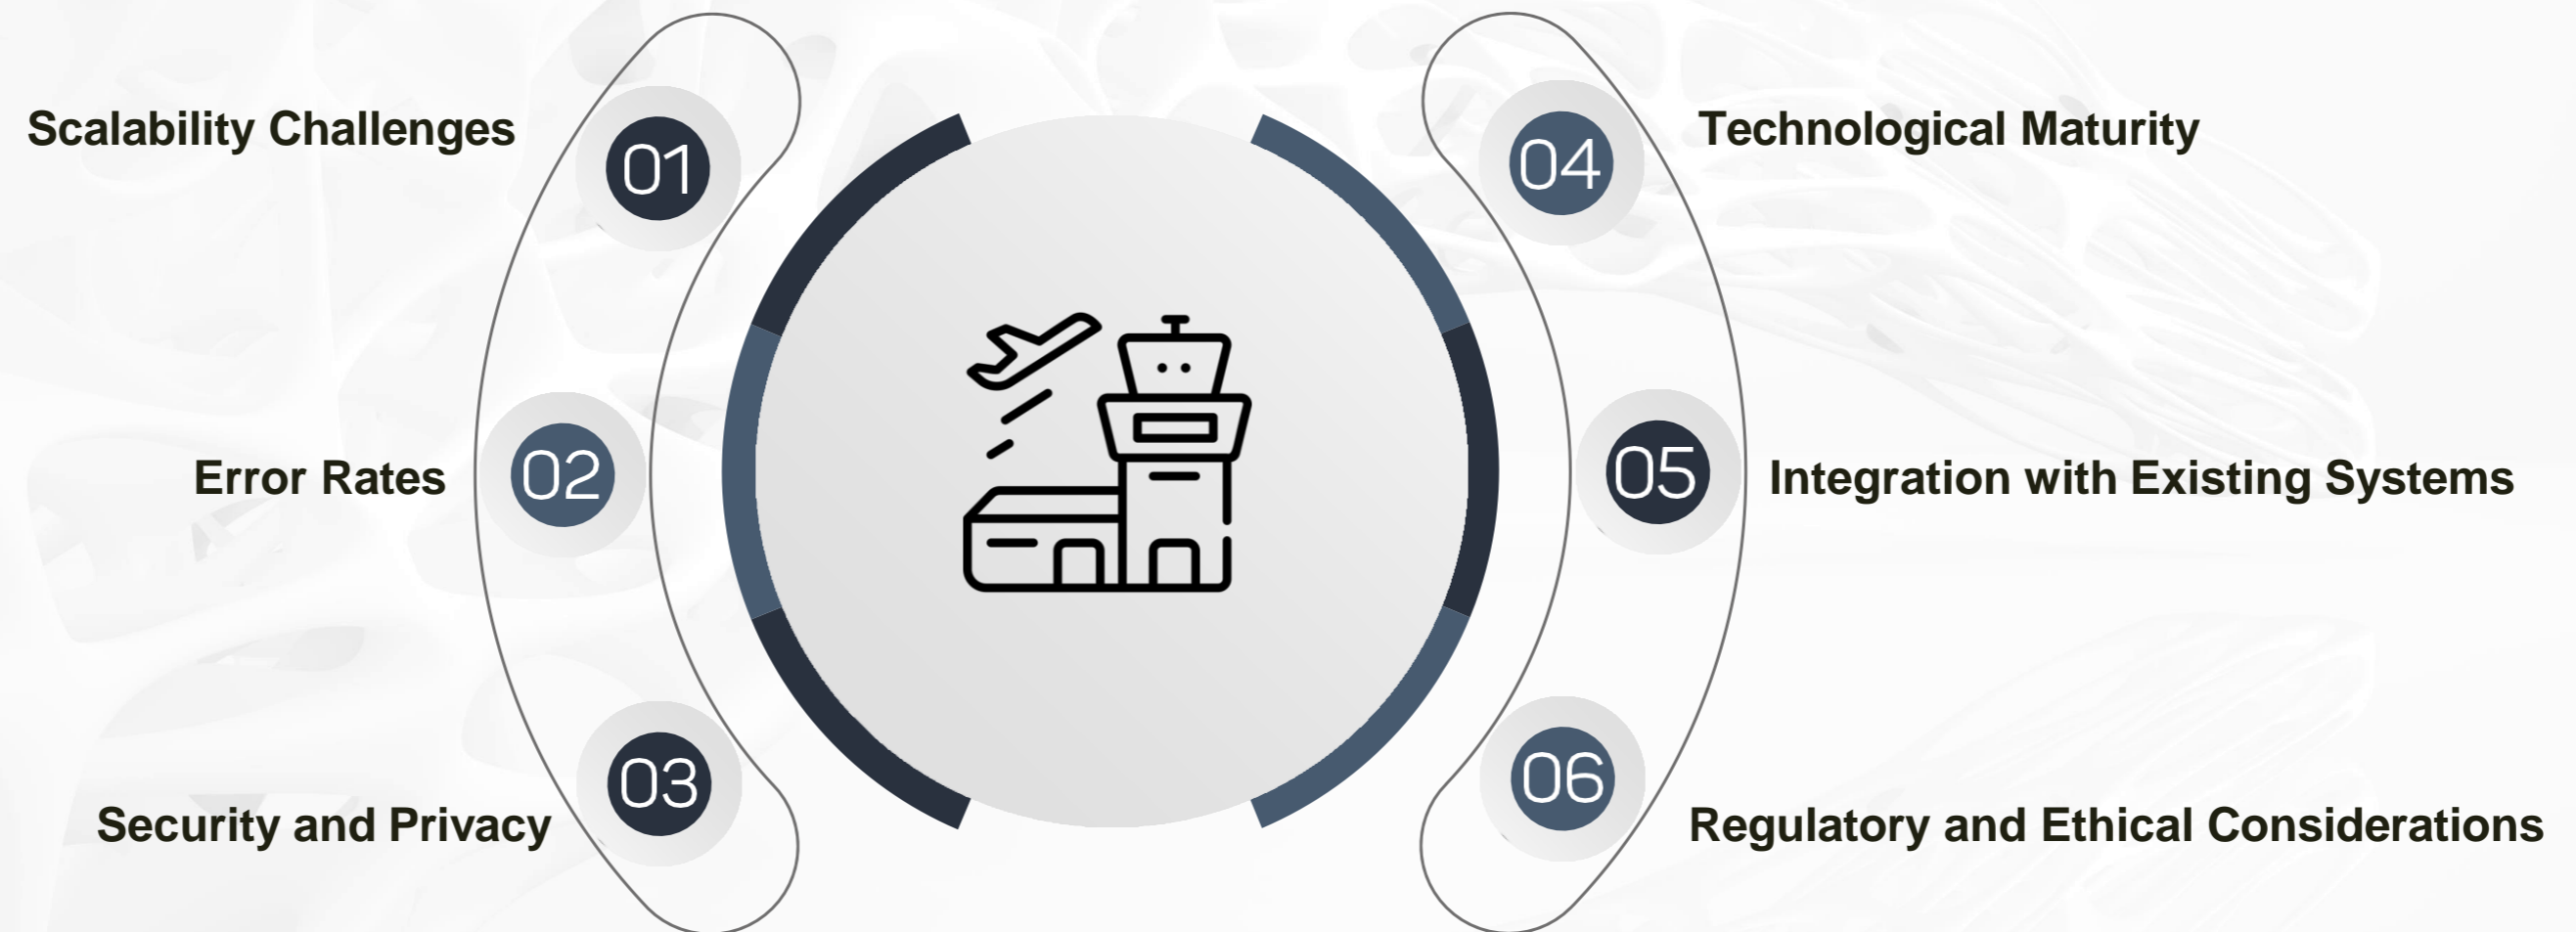 Scalability Challenges
01
Error Rates
02
Security and Privacy
03
04
Technological Maturity
05
Integration with Existing Systems
06
Regulatory and Ethical Considerations